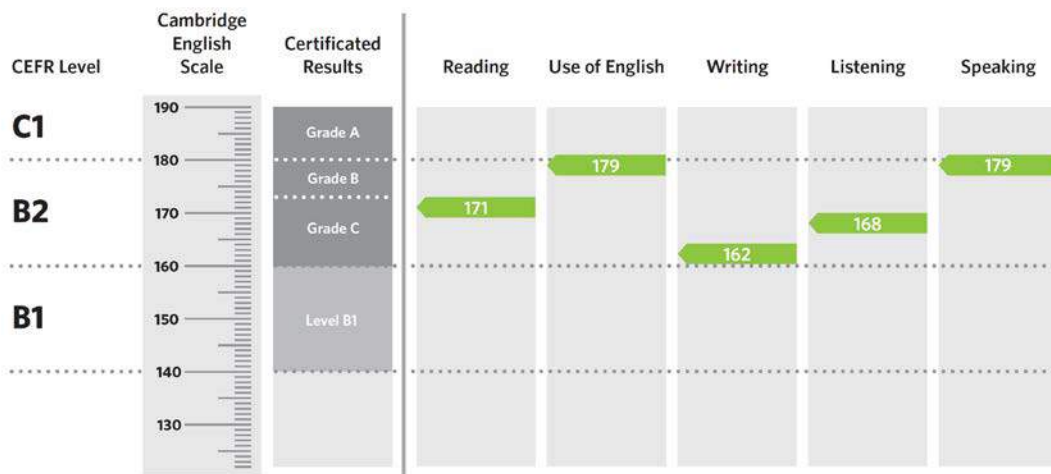 Cambridge
English
Scale
CEFR Level
Certificated
Results
Reading
Use of English
Writing
Listening
Speaking
C1
B2
B1
190
180
170
160
150
140
130
Grade A
Grade B
Grade C
Level B1
171
179
162
168
179